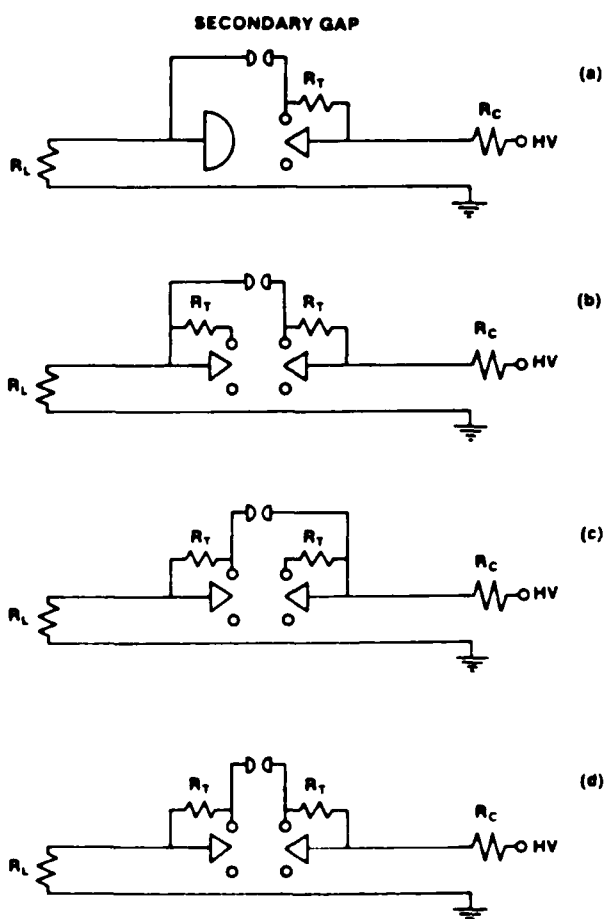 SECONDARY GAP
(a)
R_T
R_C
HV
R_L
(b)
R_T
R_T
R_C
HV
R_L
(c)
R_T
R_T
R_C
HV
R_L
(d)
R_T
R_T
R_C
HV
R_L